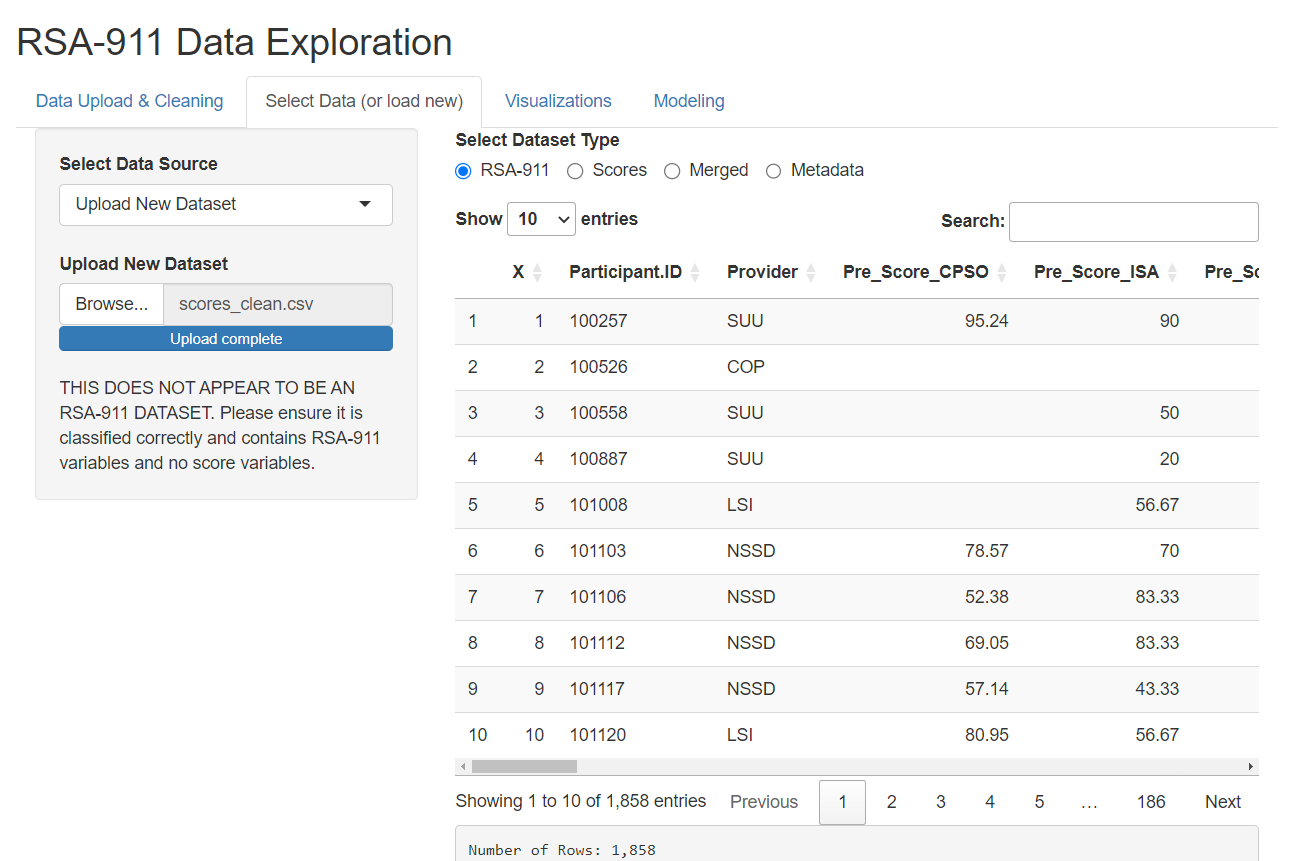 RSA-911 Data Exploration
Data Upload & Cleaning Select Data (or load new) Visualizations Modeling
Select Data Source
Upload New Dataset
Upload New Dataset
Browse... scores_clean.csv
Upload complete
THIS DOES NOT APPEAR TO BE AN
RSA-911 DATASET. Please ensure it is
classified correctly and contains RSA-911
variables and no score variables.
Select Dataset Type
RSA-911 Scores Merged Metadata
Show 10 entries Search:
X Participant.ID Provider Pre_Score_CPSO Pre_Score_ISA Pre_Sc
1 1 100257 SUU 95.24 90
2 2 100526 COP
3 3 100558 SUU 50
4 4 100887 SUU 20
5 5 101008 LSI 56.67
6 6 101103 NSSD 78.57 70
7 7 101106 NSSD 52.38 83.33
8 8 101112 NSSD 69.05 83.33
9 9 101117 NSSD 57.14 43.33
10 10 101120 LSI 80.95 56.67
Showing 1 to 10 of 1,858 entries Previous 1 2 3 4 5 … 186 Next
Number of Rows: 1,858